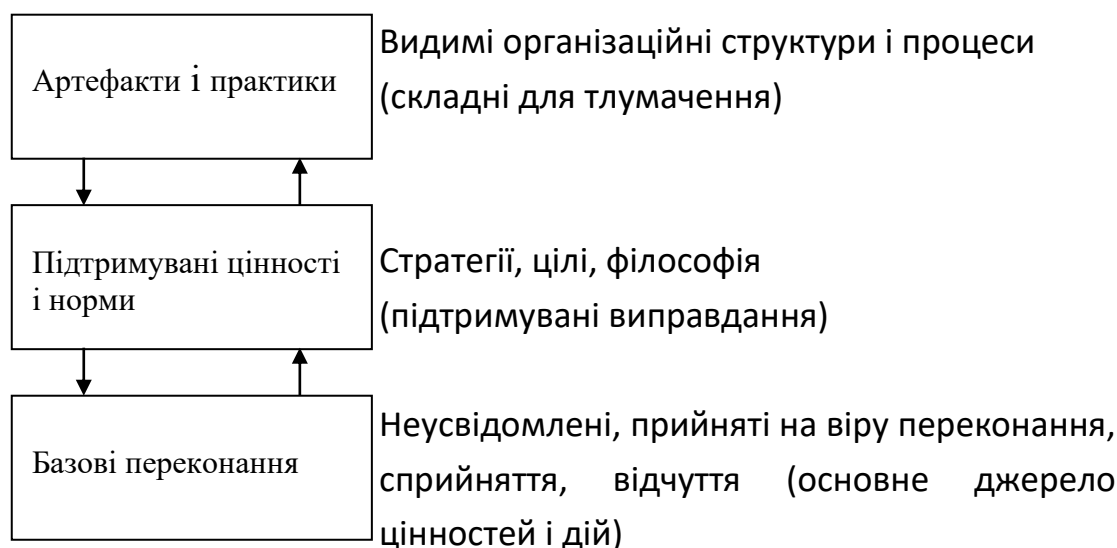 Артефакти і практики
Видимі організаційні структури і процеси
(складні для тлумачення)
Підтримувані цінності
і норми
Стратегії, цілі, філософія
(підтримувані виправдання)
Базові переконання
Неусвідомлені, прийняті на віру переконання,
сприйняття, відчуття (основне джерело
цінностей і дій)